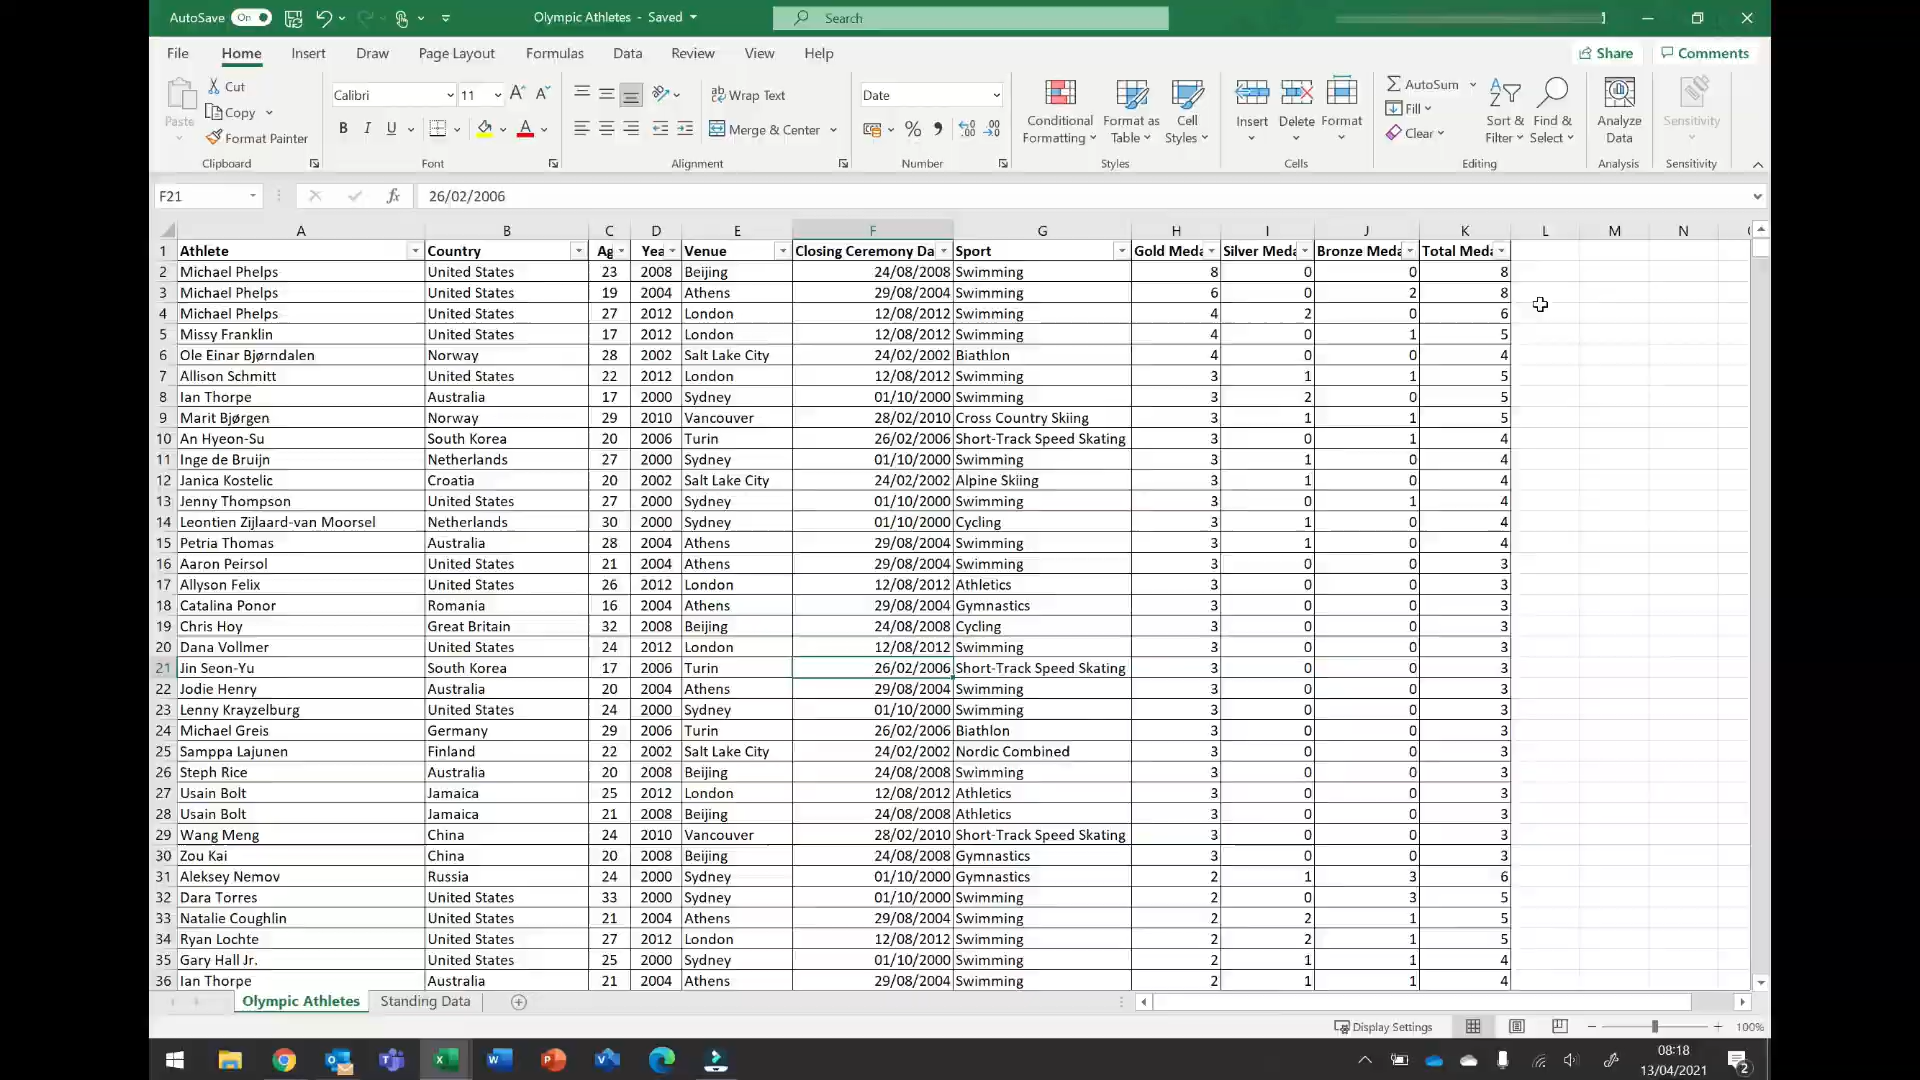 AutoSave On Olympic Athletes - Saved Search
File Home Insert Draw Page Layout Formulas Data Review View Help Share Comments
Paste Cut Copy Format Painter Clipboard
Calibri 11 B I U A Font
Wrap Text Merge & Center Alignment
Date % Number
Conditional Formatting Format as Table Cell Styles Styles
Insert Delete Format Cells
AutoSum Fill Clear Sort & Filter Find & Select Editing
Analyze Data Analysis
Sensitivity Sensitivity
F21 fx 26/02/2006
A B C D E F G H I J K L M N
1 Athlete Country Ag Yea Venue Closing Ceremony Da Sport Gold Meda Silver Meda Bronze Meda Total Meda
2 Michael Phelps United States 23 2008 Beijing 24/08/2008 Swimming 8 0 0 8
3 Michael Phelps United States 19 2004 Athens 29/08/2004 Swimming 6 0 2 8
4 Michael Phelps United States 27 2012 London 12/08/2012 Swimming 4 2 0 6
5 Missy Franklin United States 17 2012 London 12/08/2012 Swimming 4 0 1 5
6 Ole Einar Bjørndalen Norway 28 2002 Salt Lake City 24/02/2002 Biathlon 4 0 0 4
7 Allison Schmitt United States 22 2012 London 12/08/2012 Swimming 3 1 1 5
8 Ian Thorpe Australia 17 2000 Sydney 01/10/2000 Swimming 3 2 0 5
9 Marit Bjørgen Norway 29 2010 Vancouver 28/02/2010 Cross Country Skiing 3 1 1 5
10 An Hyeon-Su South Korea 20 2006 Turin 26/02/2006 Short-Track Speed Skating 3 0 1 4
11 Inge de Bruijn Netherlands 27 2000 Sydney 01/10/2000 Swimming 3 1 0 4
12 Janica Kostelic Croatia 20 2002 Salt Lake City 24/02/2002 Alpine Skiing 3 1 0 4
13 Jenny Thompson United States 27 2000 Sydney 01/10/2000 Swimming 3 0 1 4
14 Leontien Zijlaard-van Moorsel Netherlands 30 2000 Sydney 01/10/2000 Cycling 3 1 0 4
15 Petria Thomas Australia 28 2004 Athens 29/08/2004 Swimming 3 1 0 4
16 Aaron Peirsol United States 21 2004 Athens 29/08/2004 Swimming 3 0 0 3
17 Allyson Felix United States 26 2012 London 12/08/2012 Athletics 3 0 0 3
18 Catalina Ponor Romania 16 2004 Athens 29/08/2004 Gymnastics 3 0 0 3
19 Chris Hoy Great Britain 32 2008 Beijing 24/08/2008 Cycling 3 0 0 3
20 Dana Vollmer United States 24 2012 London 12/08/2012 Swimming 3 0 0 3
21 Jin Seon-Yu South Korea 17 2006 Turin 26/02/2006 Short-Track Speed Skating 3 0 0 3
22 Jodie Henry Australia 20 2004 Athens 29/08/2004 Swimming 3 0 0 3
23 Lenny Krayzelburg United States 24 2000 Sydney 01/10/2000 Swimming 3 0 0 3
24 Michael Greis Germany 29 2006 Turin 26/02/2006 Biathlon 3 0 0 3
25 Samppa Lajunen Finland 22 2002 Salt Lake City 24/02/2002 Nordic Combined 3 0 0 3
26 Steph Rice Australia 20 2008 Beijing 24/08/2008 Swimming 3 0 0 3
27 Usain Bolt Jamaica 25 2012 London 12/08/2012 Athletics 3 0 0 3
28 Usain Bolt Jamaica 21 2008 Beijing 24/08/2008 Athletics 3 0 0 3
29 Wang Meng China 24 2010 Vancouver 28/02/2010 Short-Track Speed Skating 3 0 0 3
30 Zou Kai China 20 2008 Beijing 24/08/2008 Gymnastics 3 0 0 3
31 Aleksey Nemov Russia 24 2000 Sydney 01/10/2000 Gymnastics 2 1 3 6
32 Dara Torres United States 33 2000 Sydney 01/10/2000 Swimming 2 0 3 5
33 Natalie Coughlin United States 21 2004 Athens 29/08/2004 Swimming 2 2 1 5
34 Ryan Lochte United States 27 2012 London 12/08/2012 Swimming 2 2 1 5
35 Gary Hall Jr. United States 25 2000 Sydney 01/10/2000 Swimming 2 1 1 4
36 Ian Thorpe Australia 21 2004 Athens 29/08/2004 Swimming 2 1 1 4
Olympic Athletes Standing Data
Display Settings 100%
08:18
13/04/2021 2